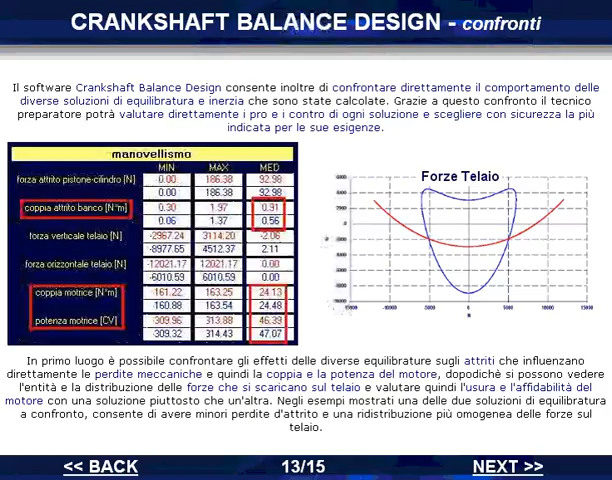 CRANKSHAFT BALANCE DESIGN - confronti
Il software Crankshaft Balance Design consente inoltre di confrontare direttamente il comportamento delle
diverse soluzioni di equilibratura e inerzia che sono state calcolate. Grazie a questo confronto il tecnico
preparatore potrà valutare direttamente i pro e i contro di ogni soluzione e scegliere con sicurezza la più
indicata per le sue esigenze.
manovellismo
MIN MAX MED
forza attrito pistone-cilindro [N] 0.00 186.38 92.98
0.00 186.38 92.98
coppia attrito banco [N*m] 0.30 1.97 0.91
0.06 1.37 0.56
forza verticale telaio [N] -2967.24 3114.20 -2.06
-8977.65 4512.37 2.11
forza orizzontale telaio [N] -12021.17 12021.17 0.00
-6010.59 6010.59 0.00
coppia motrice [N*m] -161.22 163.25 24.13
160.88 163.54 24.48
potenza motrice [CV] -309.96 313.88 46.39
309.32 314.43 47.07
Forze Telaio
-15000 -10000 -5000 0 5000 10000 15000
In primo luogo è possibile confrontare gli effetti delle diverse equilibrature sugli attriti che influenzano
direttamente le perdite meccaniche e quindi la coppia e la potenza del motore, dopodichè si possono vedere
l'entità e la distribuzione delle forze che si scaricano sul telaio e valutare quindi l'usura e l'affidabilità del
motore con una soluzione piuttosto che un'altra. Negli esempi mostrati una delle due soluzioni di equilibratura
a confronto, consente di avere minori perdite d'attrito e una ridistribuzione più omogenea delle forze sul
telaio.
<< BACK 13/15 NEXT >>